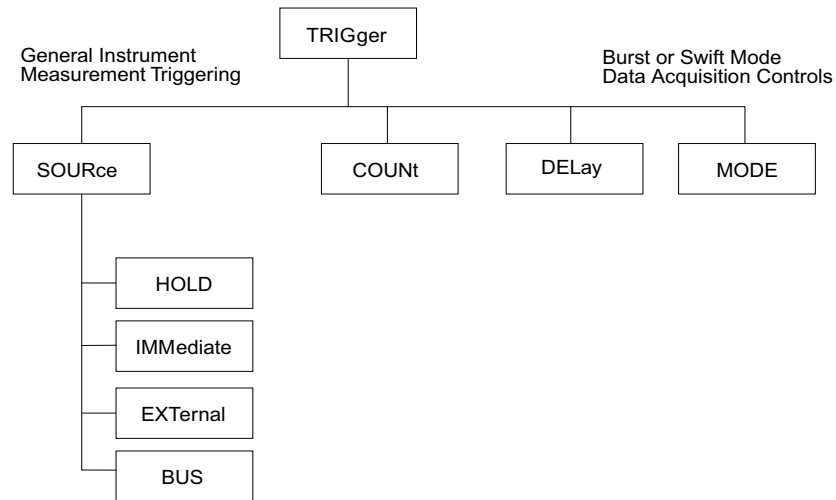 TRIGger
General Instrument
Measurement Triggering
Burst or Swift Mode
Data Acquisition Controls
SOURce
COUNt
DELay
MODE
HOLD
IMMediate
EXTernal
BUS